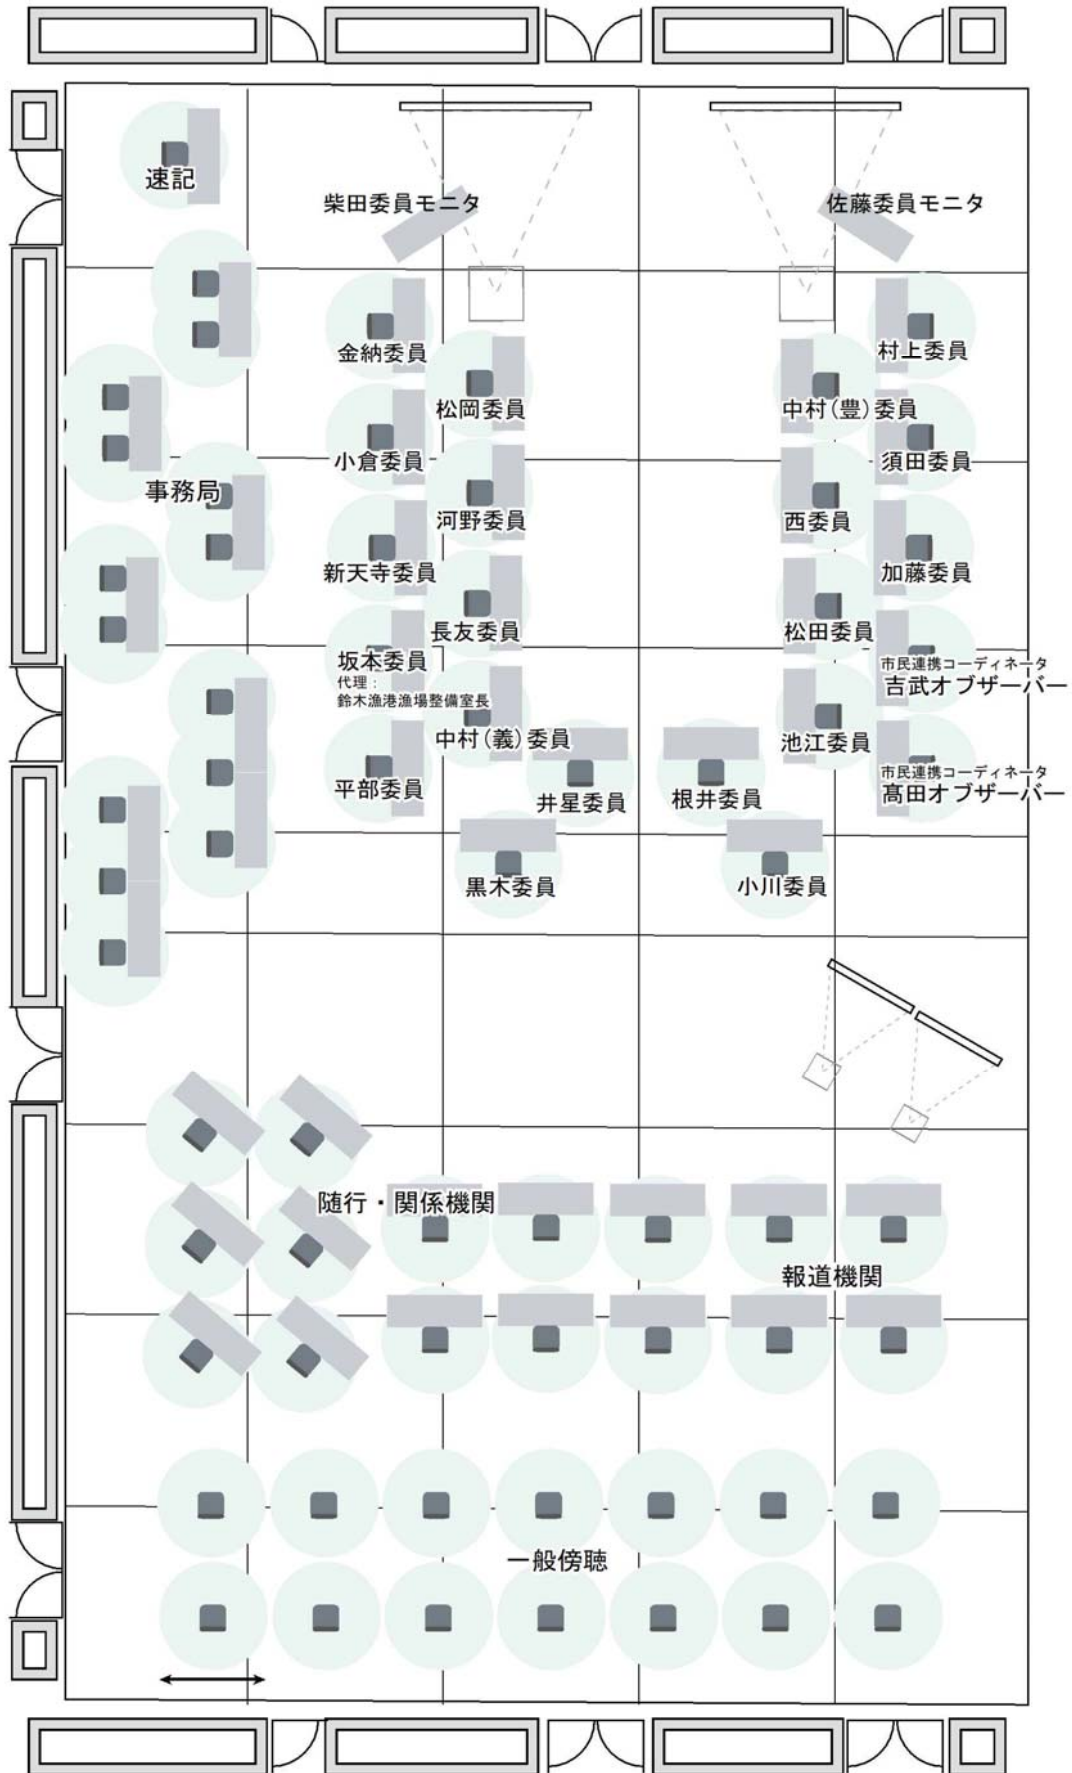 速記
柴田委員モニタ
佐藤委員モニタ
金納委員
村上委員
松岡委員
中村(豊)委員
小倉委員
須田委員
事務局
河野委員
西委員
新天寺委員
加藤委員
長友委員
松田委員
坂本委員
代理：
鈴木漁港漁場整備室長
市民連携コーディネータ
吉武オブザーバー
中村(義)委員
池江委員
平部委員
井星委員
根井委員
市民連携コーディネータ
髙田オブザーバー
黒木委員
小川委員
随行・関係機関
報道機関
一般傍聴